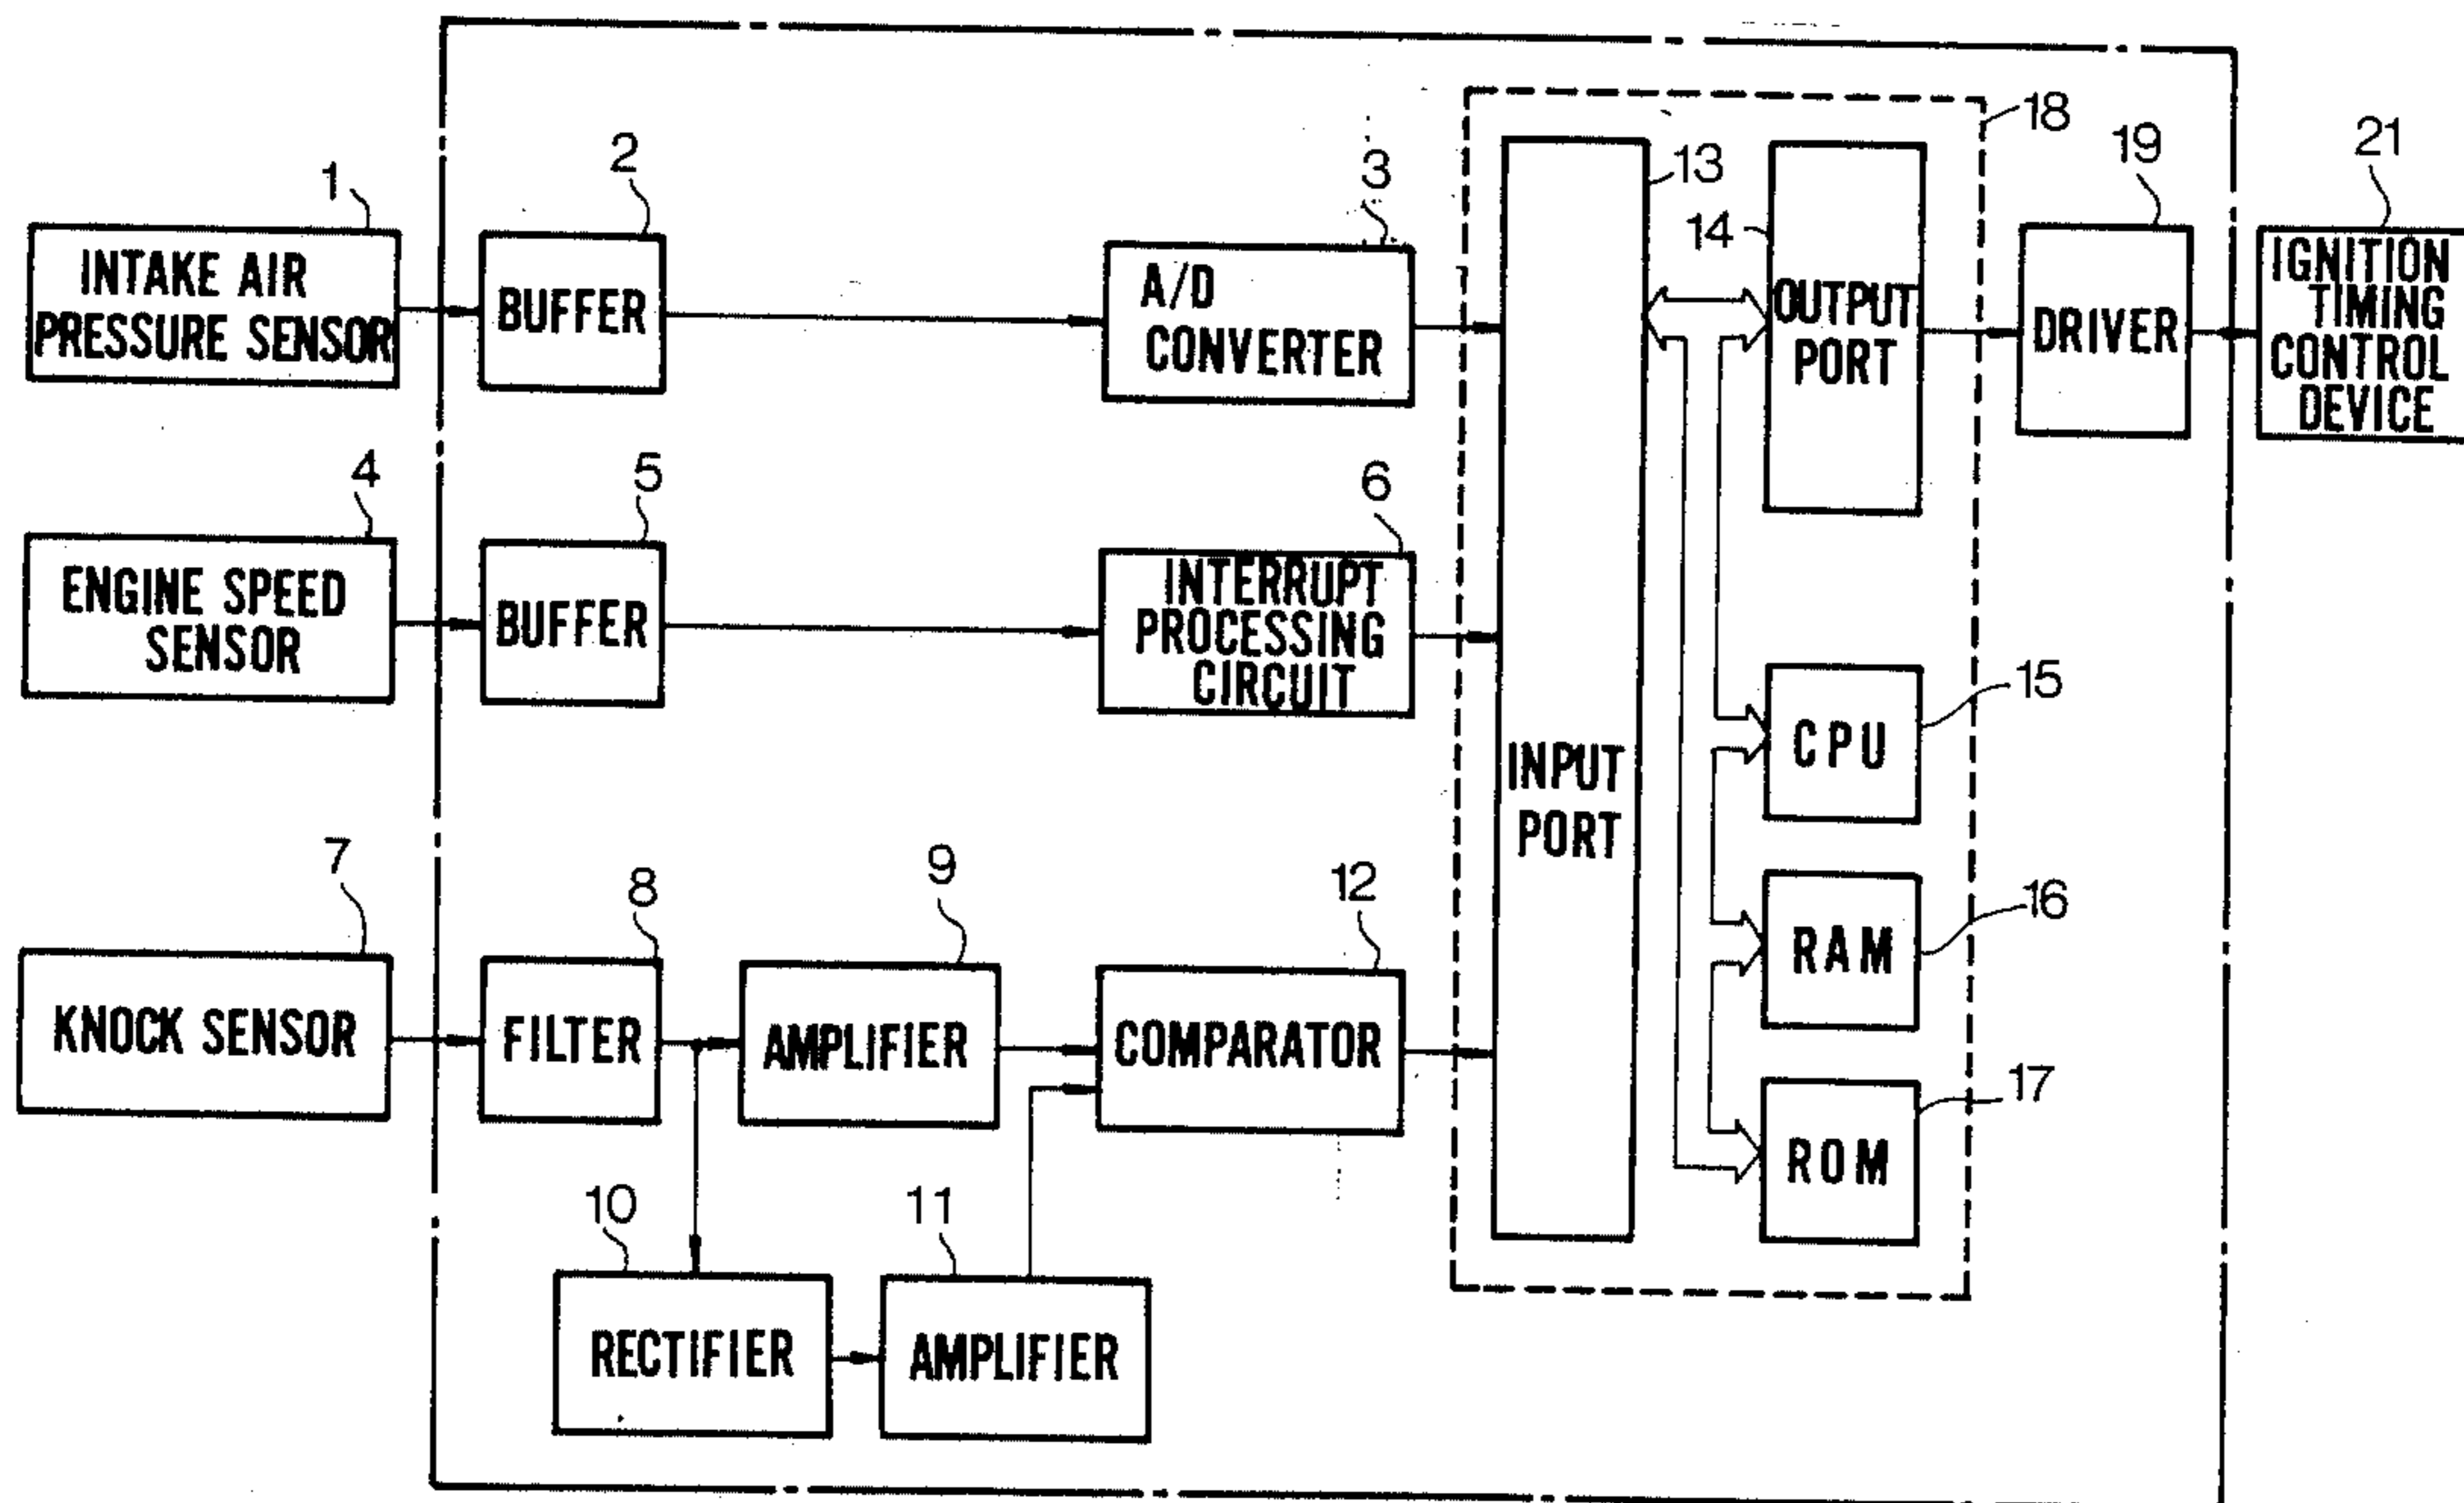 18
21
19
2
13
3
1
14
INTAKE AIR
PRESSURE SENSOR
BUFFER
A/D
CONVERTER
OUTPUT
PORT
DRIVER
IGNITION
TIMING
CONTROL
DEVICE
4
5
6
ENGINE SPEED
SENSOR
BUFFER
INTERRUPT
PROCESSING
CIRCUIT
15
CPU
INPUT
PORT
7
8
9
12
16
RAM
KNOCK SENSOR
FILTER
AMPLIFIER
COMPARATOR
17
ROM
10
11
RECTIFIER
AMPLIFIER